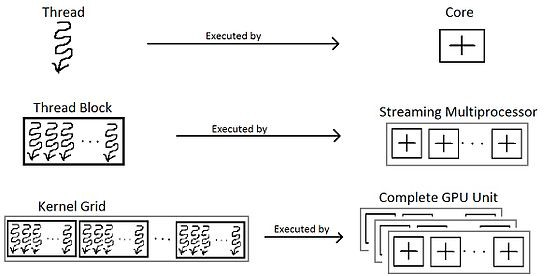 Thread
Executed by
Core
Thread Block
Executed by
Streaming Multiprocessor
Kernel Grid
Executed by
Complete GPU Unit